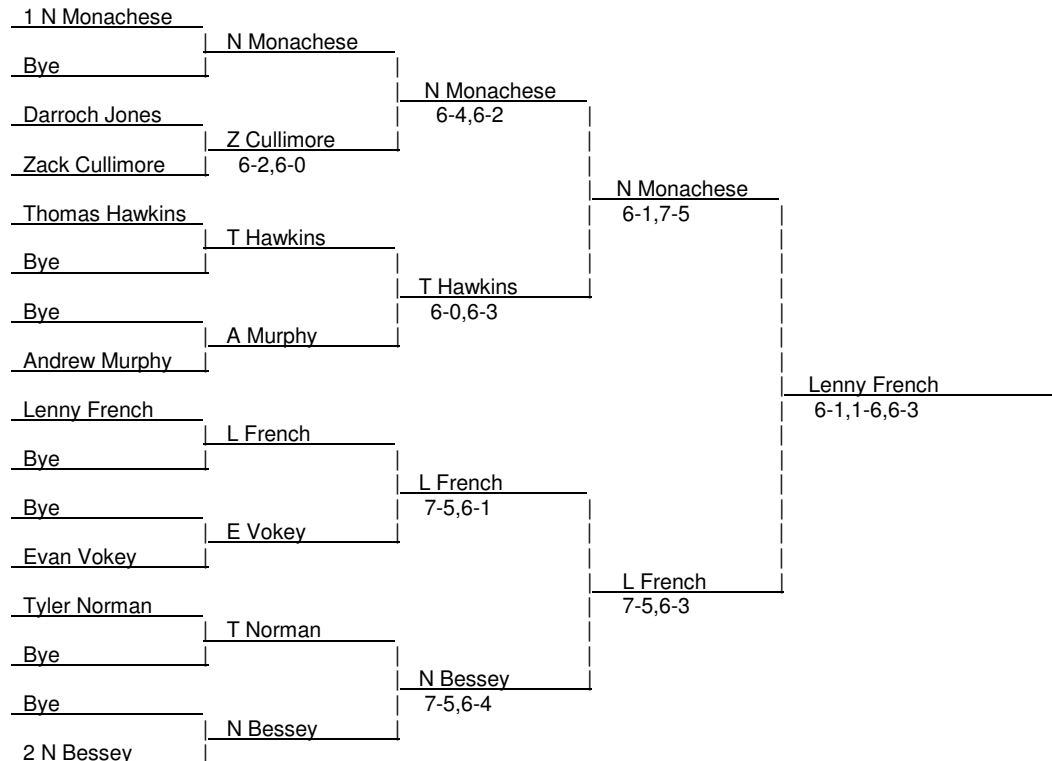 1 N Monachese
N Monachese
Bye
N Monachese
6-4,6-2
Darroch Jones
Z Cullimore
6-2,6-0
Zack Cullimore
N Monachese
6-1,7-5
Thomas Hawkins
T Hawkins
Bye
T Hawkins
6-0,6-3
Bye
A Murphy
Andrew Murphy
Lenny French
6-1,1-6,6-3
Lenny French
L French
Bye
L French
7-5,6-1
Bye
E Vokey
Evan Vokey
L French
7-5,6-3
Tyler Norman
T Norman
Bye
N Bessey
7-5,6-4
Bye
N Bessey
2 N Bessey